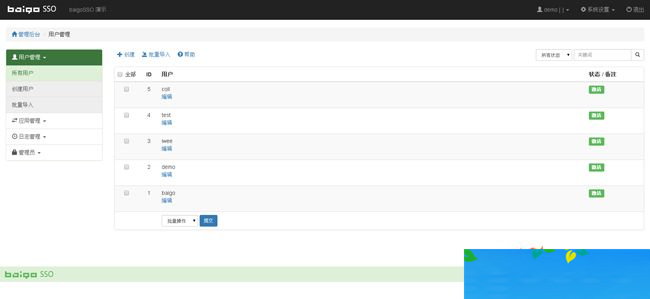 baigo SSO
baigoSSO 演示
demo [ ]
系统设置
退出
管理后台 / 用户管理
用户管理
所有用户
创建用户
批量导入
应用管理
日志管理
管理员
创建 批量导入 帮助
所有状态 关键词
全部 ID 用户 状态 / 备注
5 coli
编辑
激活
4 test
编辑
激活
3 iwee
编辑
激活
2 demo
编辑
激活
1 baigo
编辑
激活
批量操作 提交
baigo SSO